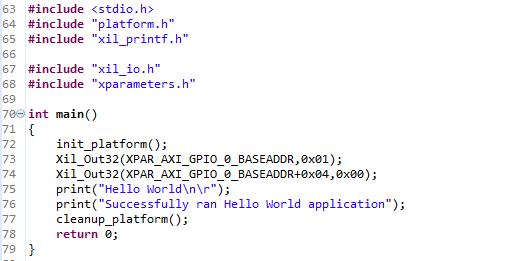 63 #include <stdio.h>
64 #include "platform.h"
65 #include "xil_printf.h"
66
67 #include "xil_io.h"
68 #include "xparameters.h"
69
70 int main()
71 {
72     init_platform();
73     Xil_Out32(XPAR_AXI_GPIO_0_BASEADDR,0x01);
74     Xil_Out32(XPAR_AXI_GPIO_0_BASEADDR+0x04,0x00);
75     print("Hello World\n\r");
76     print("Successfully ran Hello World application");
77     cleanup_platform();
78     return 0;
79 }